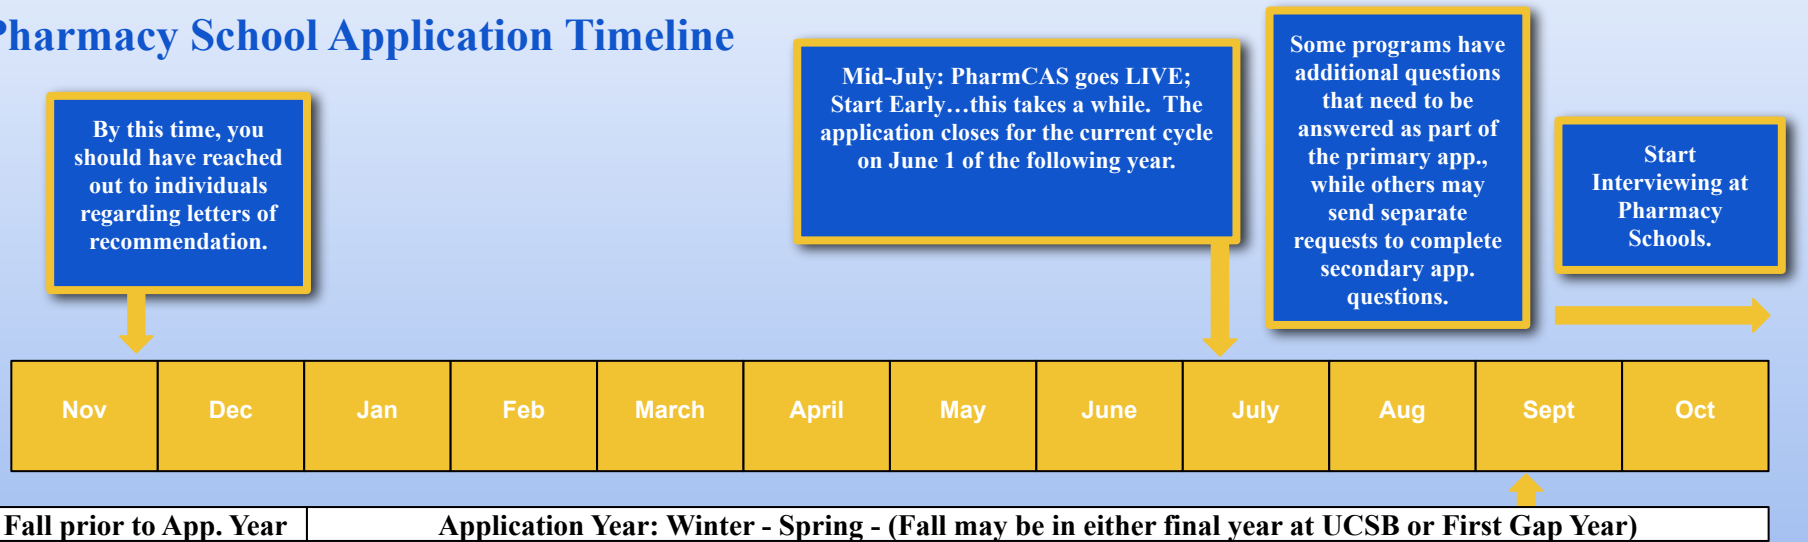 Pharmacy School Application Timeline
By this time, you
should have reached
out to individuals
regarding letters of
recommendation.
Mid-July: PharmCAS goes LIVE;
Start Early…this takes a while. The
application closes for the current cycle
on June 1 of the following year.
Some programs have
additional questions
that need to be
answered as part of
the primary app.,
while others may
send separate
requests to complete
secondary app.
questions.
Start
Interviewing at
Pharmacy
Schools.
Nov Dec Jan Feb March April May June July Aug Sept Oct
Fall prior to App. Year
Application Year: Winter - Spring - (Fall may be in either final year at UCSB or First Gap Year)